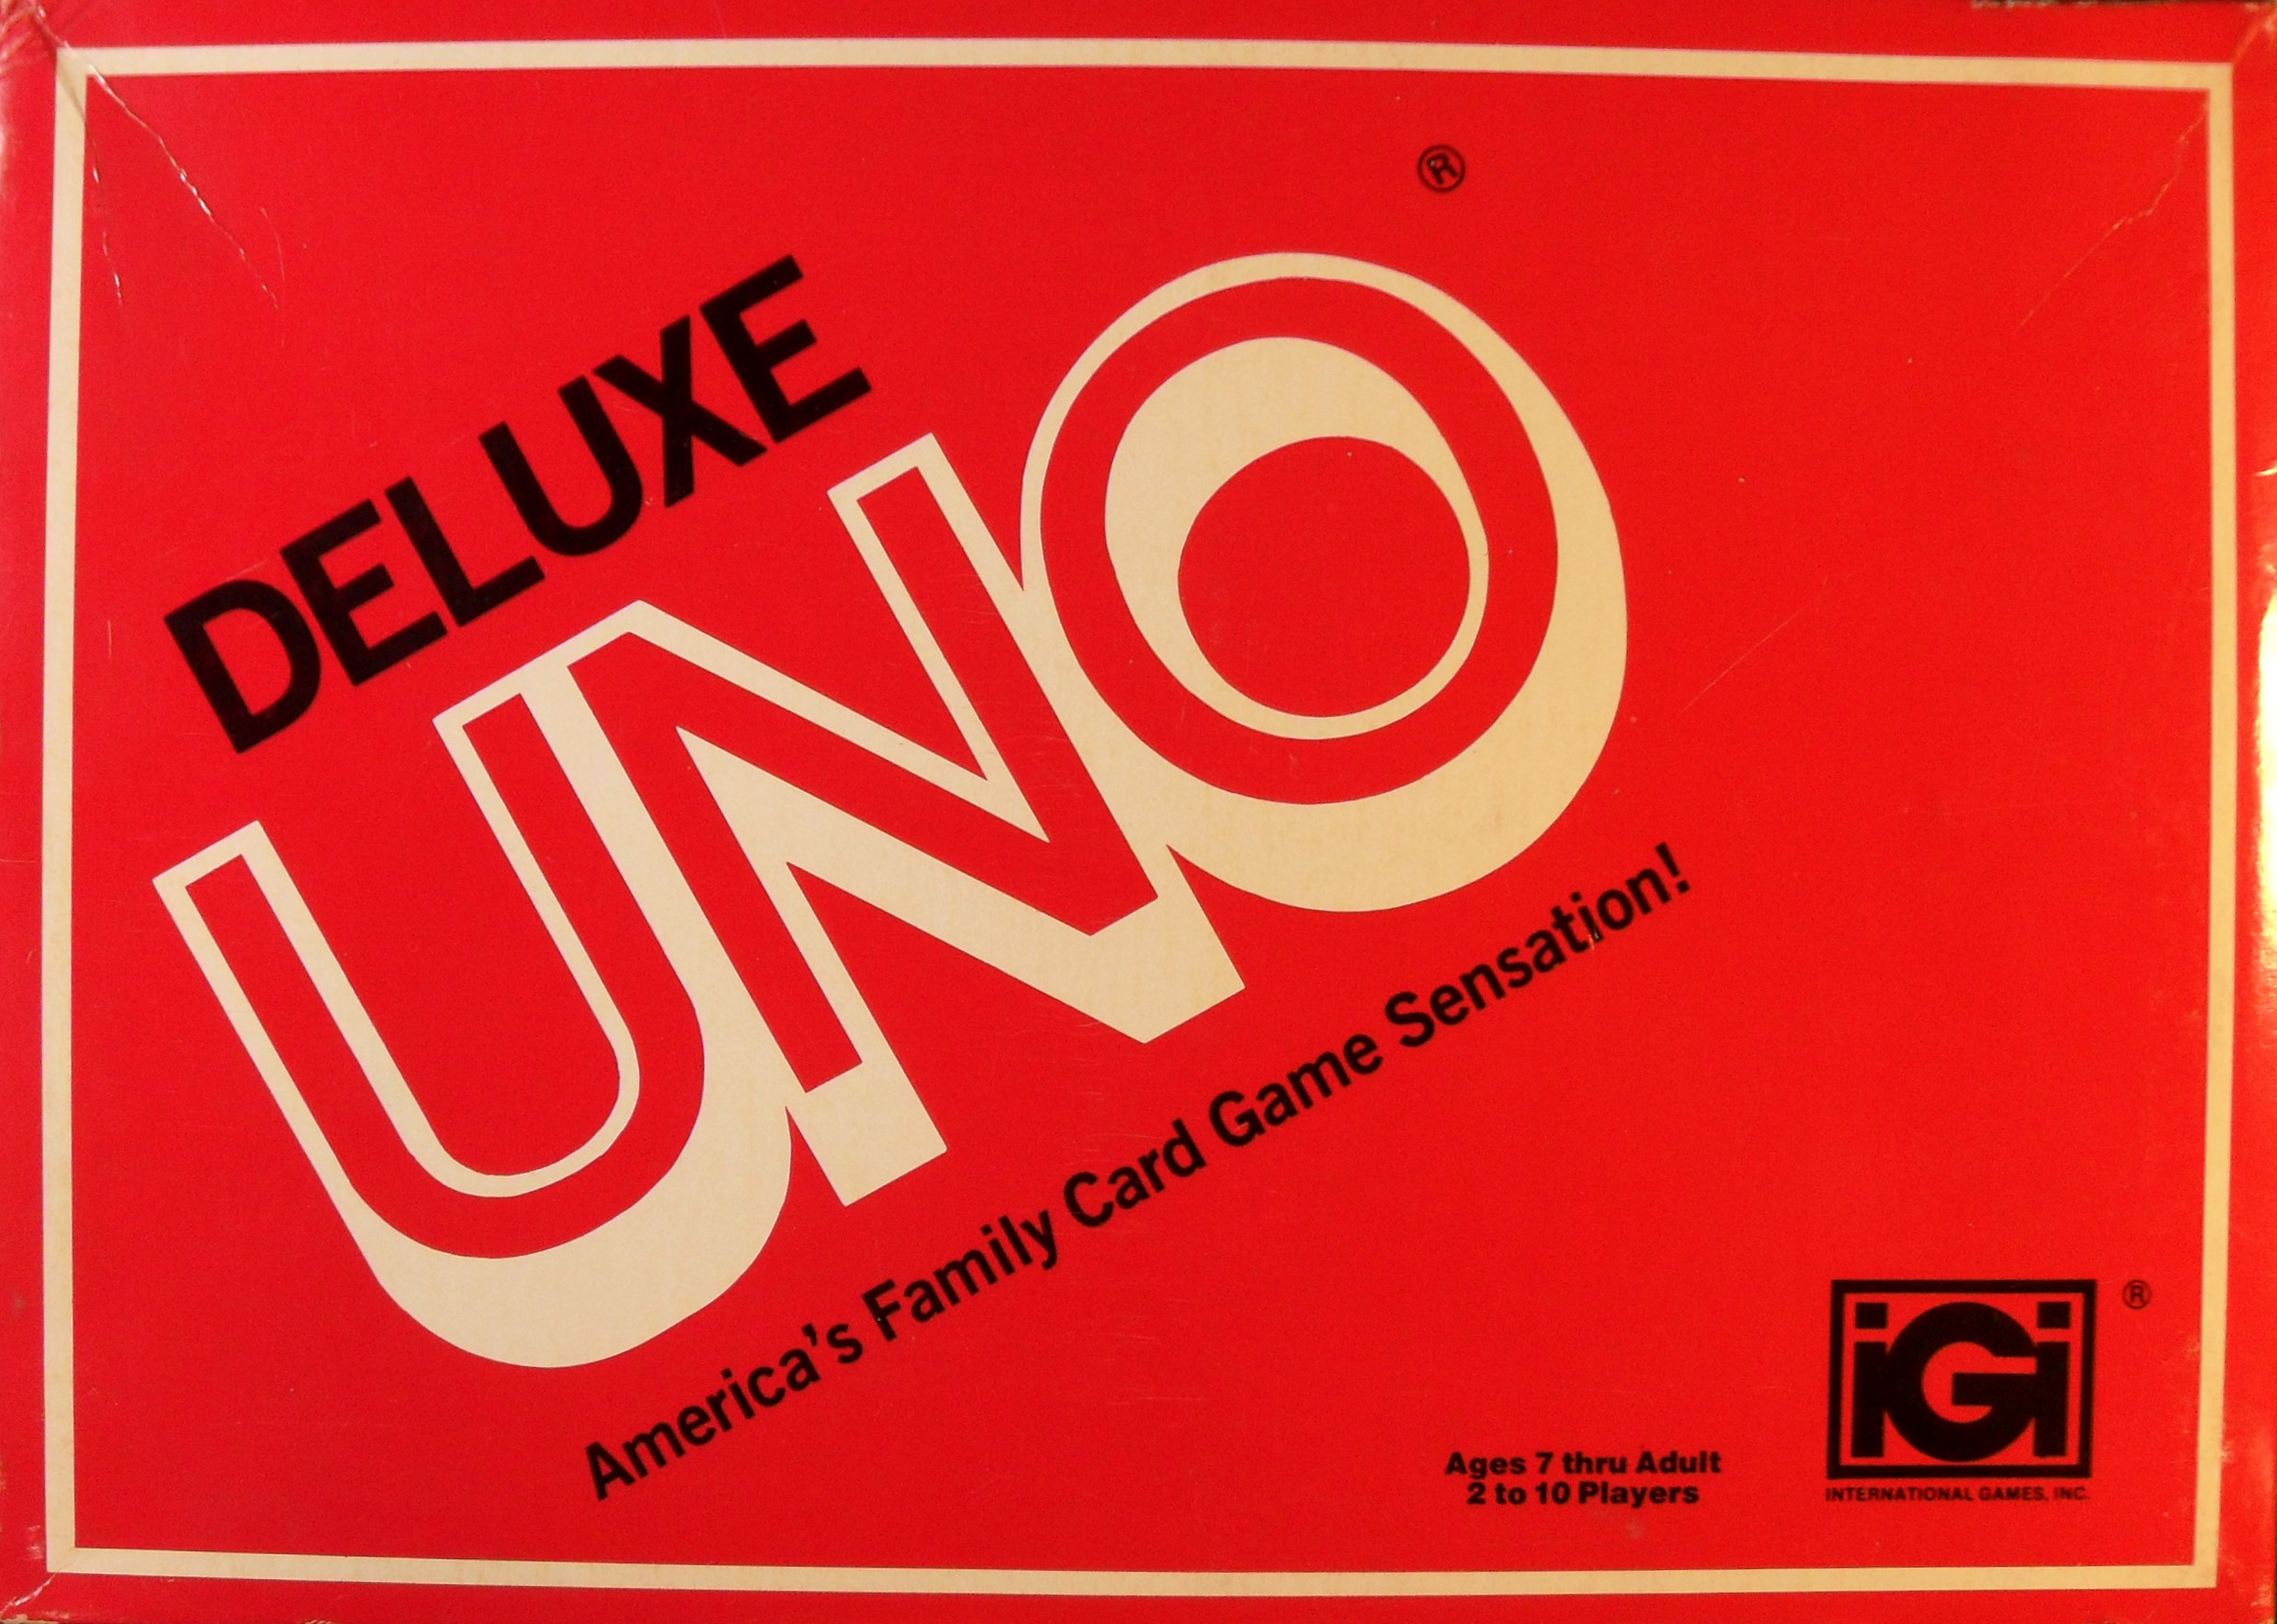 ®
DELUXE
UNO
America's Family Card Game Sensation!
Ages 7 thru Adult
2 to 10 Players
iGi ®
INTERNATIONAL GAMES, INC.